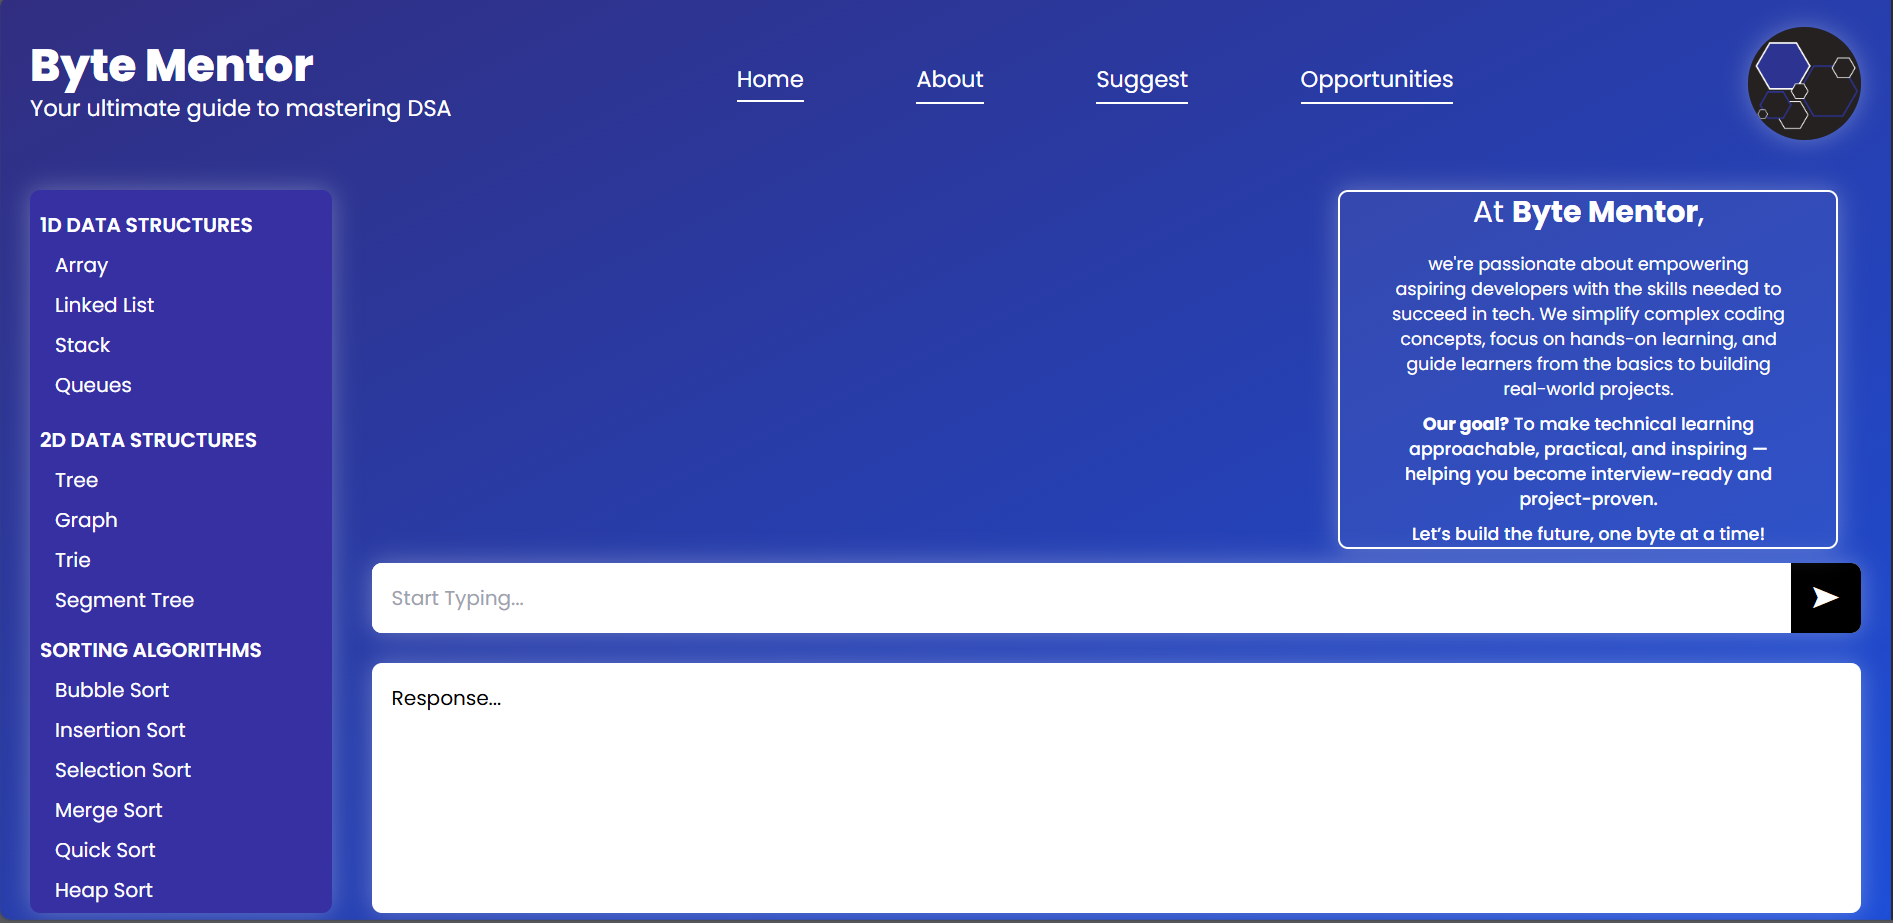 Byte Mentor
Your ultimate guide to mastering DSA
Home
About
Suggest
Opportunities
1D DATA STRUCTURES
Array
Linked List
Stack
Queues
2D DATA STRUCTURES
Tree
Graph
Trie
Segment Tree
SORTING ALGORITHMS
Bubble Sort
Insertion Sort
Selection Sort
Merge Sort
Quick Sort
Heap Sort
At Byte Mentor,
we're passionate about empowering
aspiring developers with the skills needed to
succeed in tech. We simplify complex coding
concepts, focus on hands-on learning, and
guide learners from the basics to building
real-world projects.
Our goal? To make technical learning
approachable, practical, and inspiring —
helping you become interview-ready and
project-proven.
Let’s build the future, one byte at a time!
Start Typing...
Response...